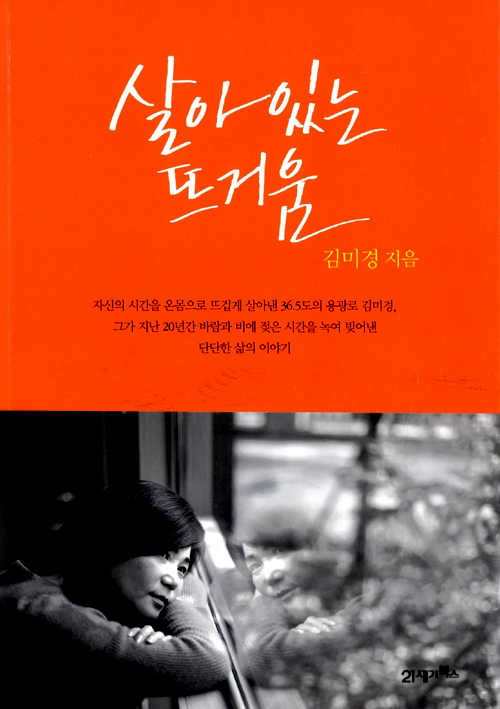 살아있는
뜨거움
김미경 지음
자신의 시간을 온몸으로 뜨겁게 살아낸 36.5도의 용광로 김미경,
그가 지난 20년간 바람과 비에 젖은 시간을 녹여 빚어낸
단단한 삶의 이야기
21세기북스